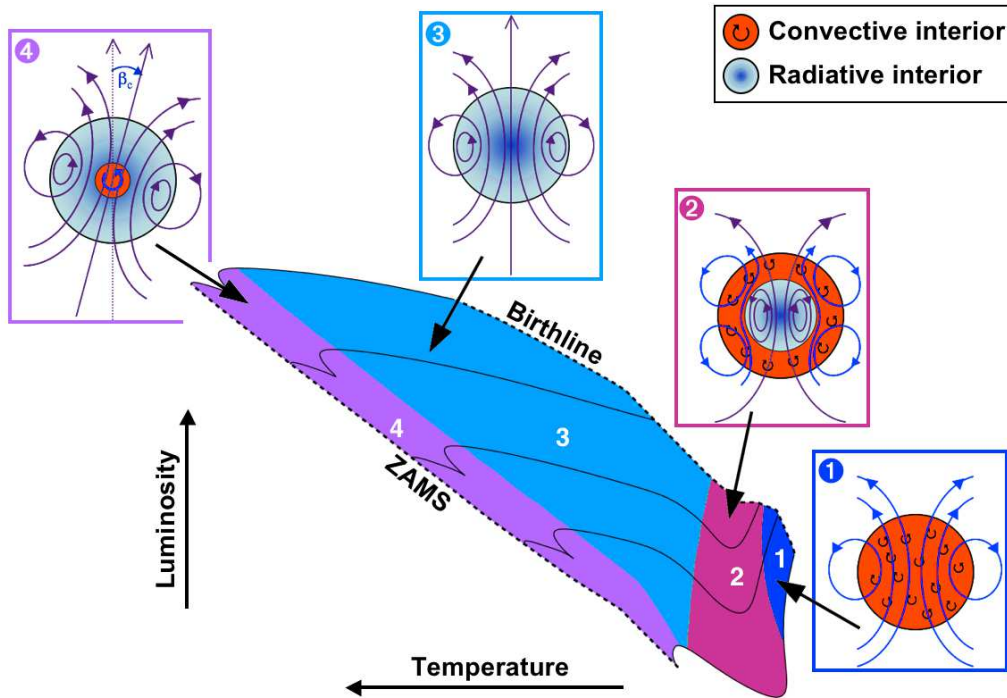 4
βc
3
Convective interior
Radiative interior
2
1
Birthline
4
3
2
1
ZAMS
Luminosity
Temperature